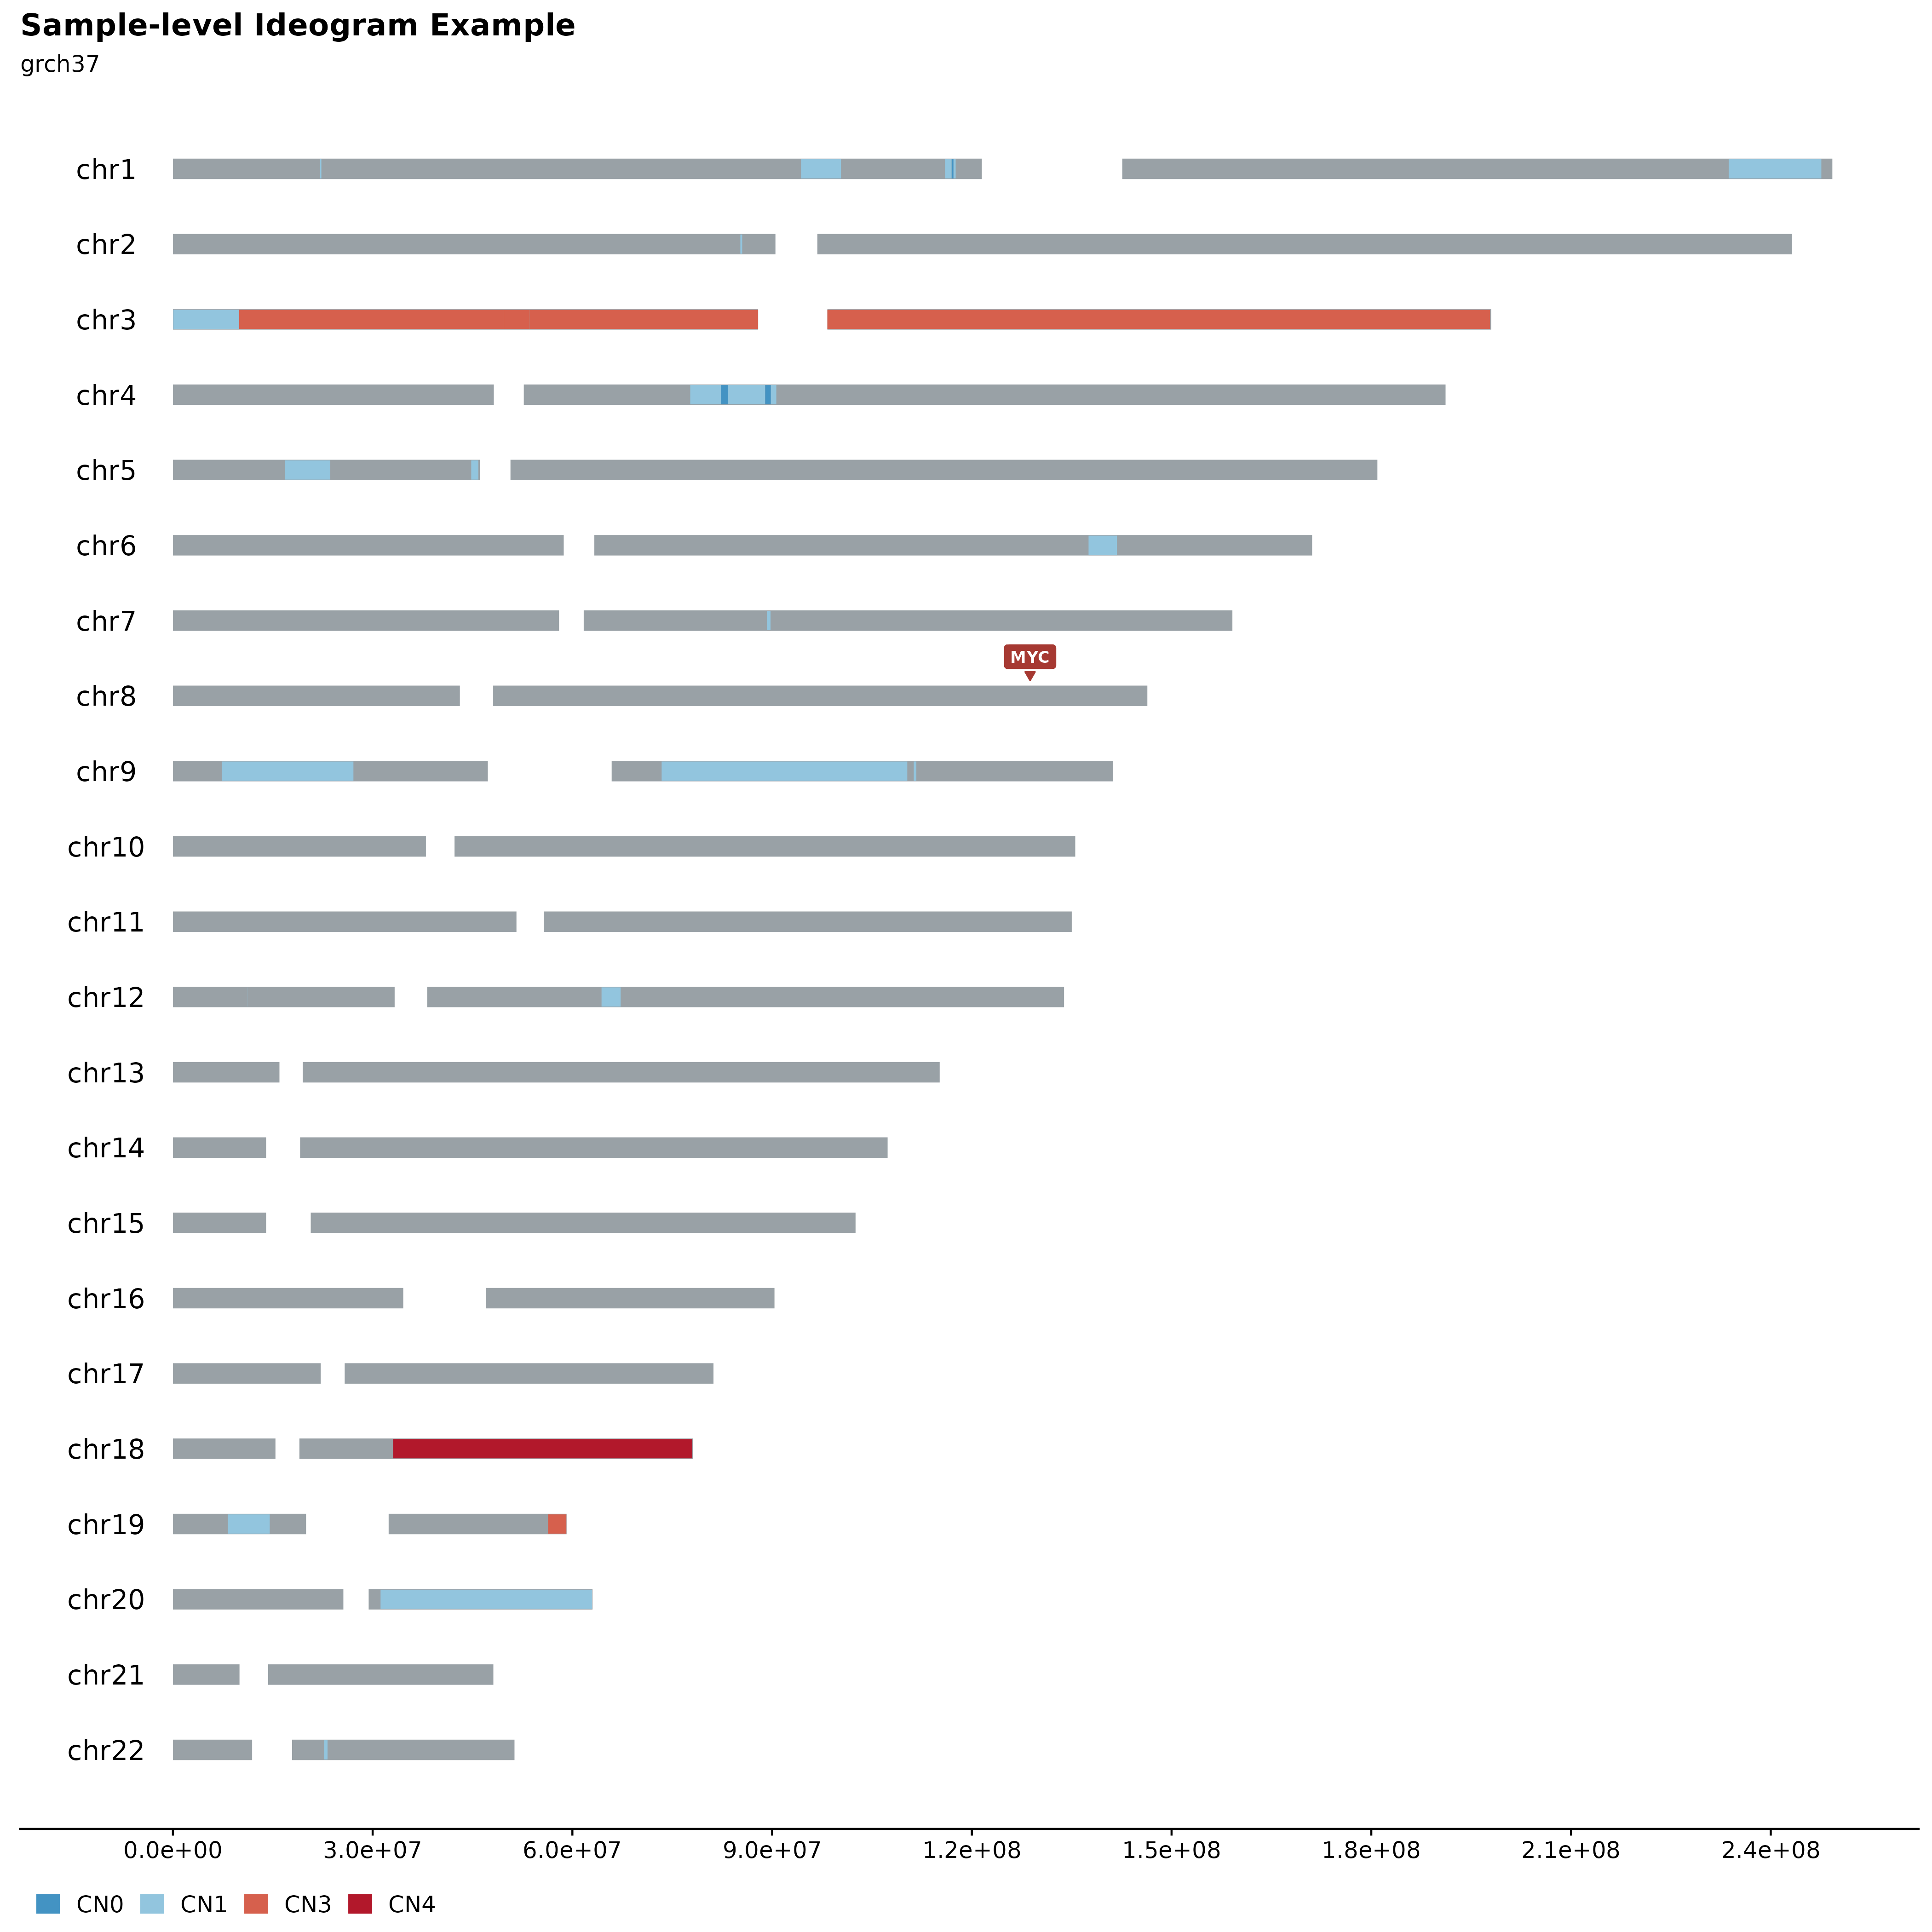 Sample-level Ideogram Example
grch37
chr1
chr2
chr3
chr4
chr5
chr6
chr7
MYC
chr8
chr9
chr10
chr11
chr12
chr13
chr14
chr15
chr16
chr17
chr18
chr19
chr20
chr21
chr22
0.0e+00 3.0e+07 6.0e+07 9.0e+07 1.2e+08 1.5e+08 1.8e+08 2.1e+08 2.4e+08
CN0 CN1 CN3 CN4